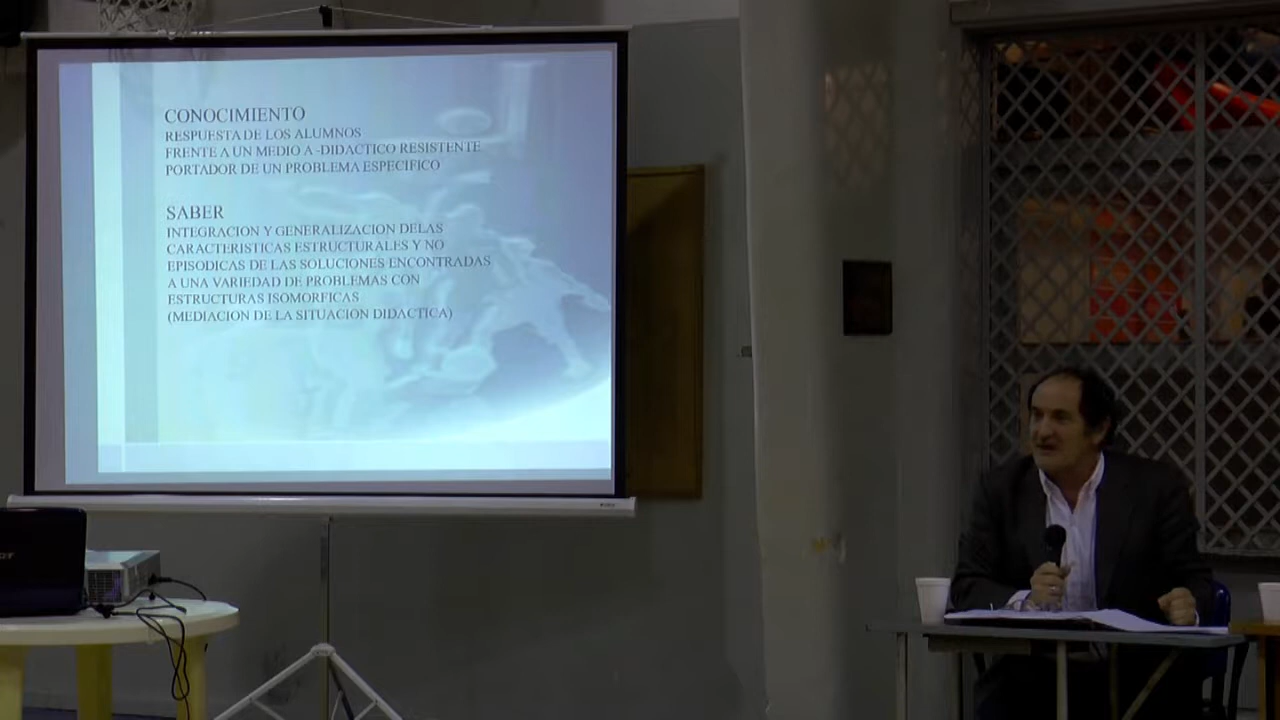 CONOCIMIENTO
RESPUESTA DE LOS ALUMNOS
FRENTE A UN MEDIO A-DIDACTICO RESISTENTE
PORTADOR DE UN PROBLEMA ESPECIFICO
SABER
INTEGRACION Y GENERALIZACION DELAS
CARACTERISTICAS ESTRUCTURALES Y NO
EPISODICAS DE LAS SOLUCIONES ENCONTRADAS
A UNA VARIEDAD DE PROBLEMAS CON
ESTRUCTURAS ISOMORFICAS
(MEDIACION DE LA SITUACION DIDACTICA)